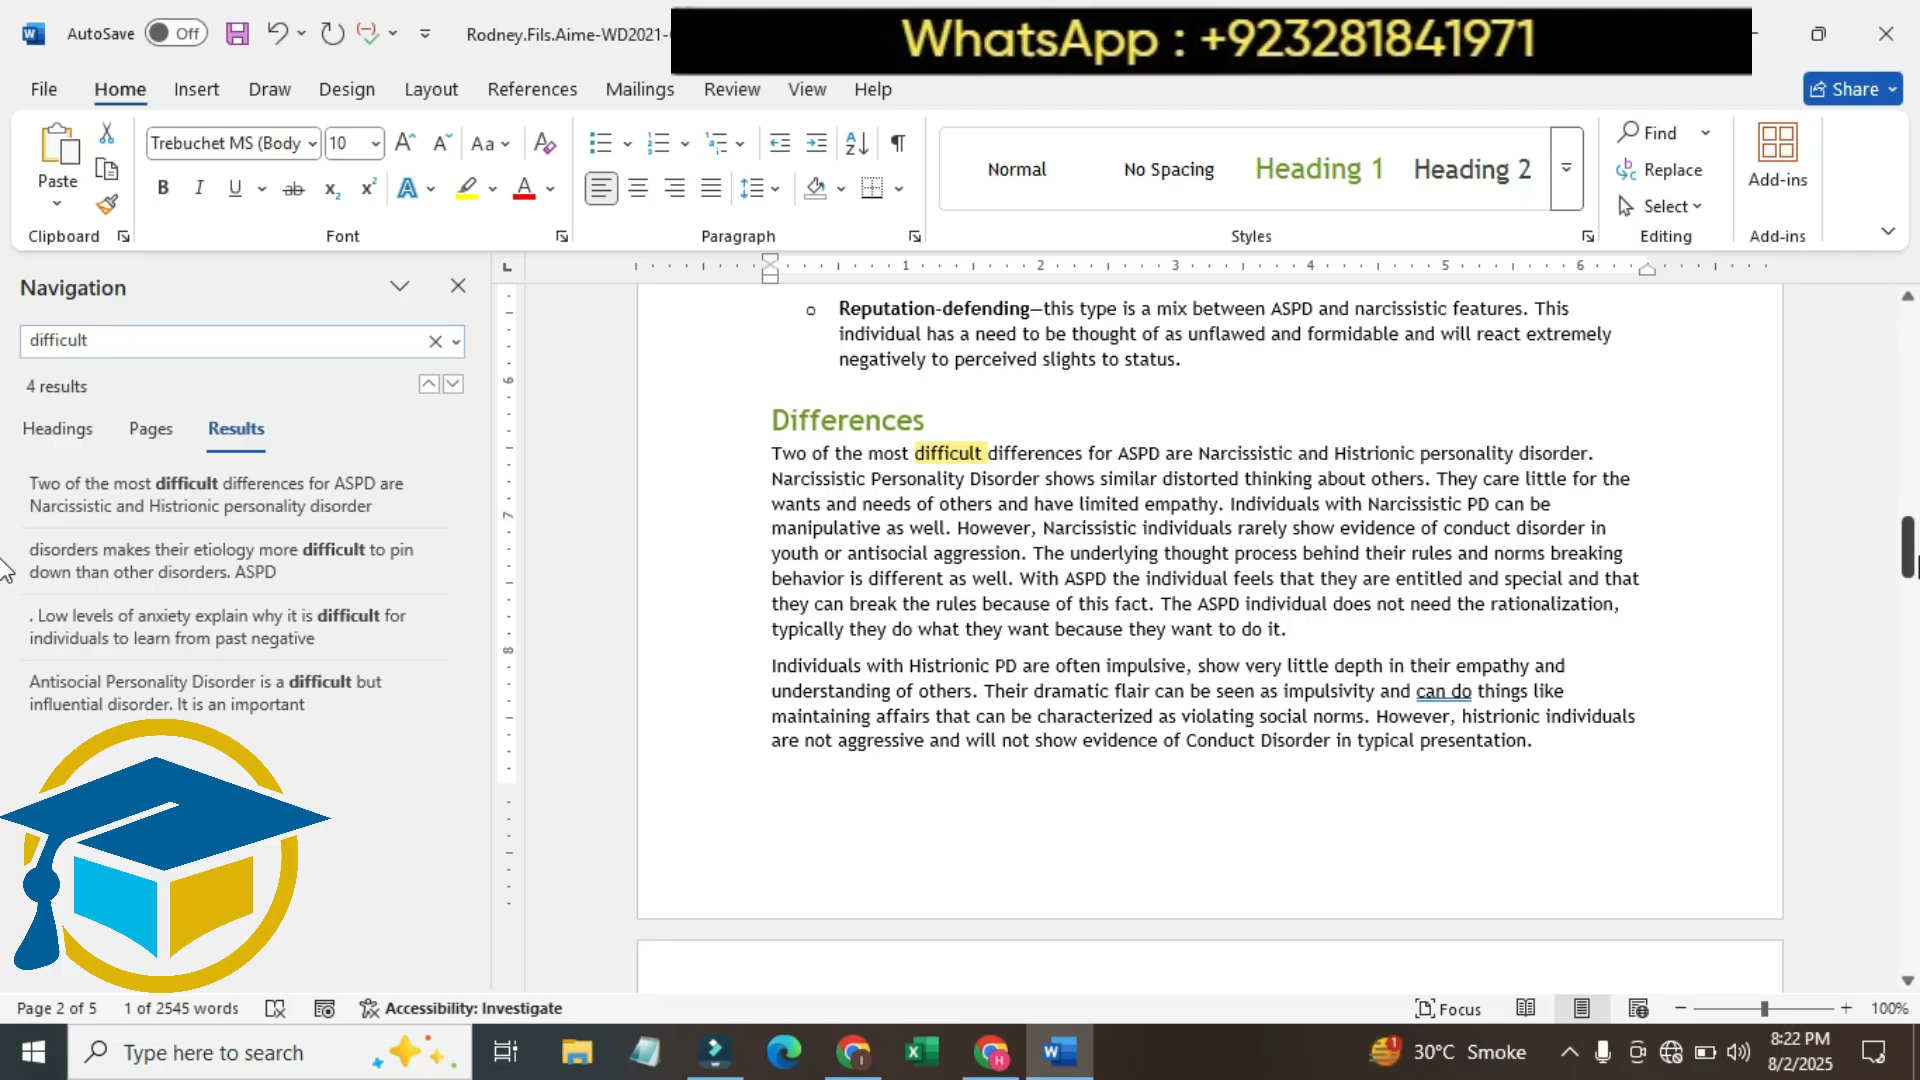 AutoSave
Off
Rodney.Fils.Aime-WD2021-
WhatsApp : +923281841971
File
Home
Insert
Draw
Design
Layout
References
Mailings
Review
View
Help
Share
Paste
Clipboard
Trebuchet MS (Body
10
Font
Paragraph
Normal
No Spacing
Heading 1
Heading 2
Styles
Find
Replace
Select
Editing
Add-ins
Add-ins
Navigation
difficult
4 results
Headings
Pages
Results
Two of the most difficult differences for ASPD are
Narcissistic and Histrionic personality disorder
disorders makes their etiology more difficult to pin
down than other disorders. ASPD
. Low levels of anxiety explain why it is difficult for
individuals to learn from past negative
Antisocial Personality Disorder is a difficult but
influential disorder. It is an important
1 2 3 4 5 6
6
7
8
o Reputation-defending—this type is a mix between ASPD and narcissistic features. This
individual has a need to be thought of as unflawed and formidable and will react extremely
negatively to perceived slights to status.
Differences
Two of the most difficult differences for ASPD are Narcissistic and Histrionic personality disorder.
Narcissistic Personality Disorder shows similar distorted thinking about others. They care little for the
wants and needs of others and have limited empathy. Individuals with Narcissistic PD can be
manipulative as well. However, Narcissistic individuals rarely show evidence of conduct disorder in
youth or antisocial aggression. The underlying thought process behind their rules and norms breaking
behavior is different as well. With ASPD the individual feels that they are entitled and special and that
they can break the rules because of this fact. The ASPD individual does not need the rationalization,
typically they do what they want because they want to do it.
Individuals with Histrionic PD are often impulsive, show very little depth in their empathy and
understanding of others. Their dramatic flair can be seen as impulsivity and can do things like
maintaining affairs that can be characterized as violating social norms. However, histrionic individuals
are not aggressive and will not show evidence of Conduct Disorder in typical presentation.
Page 2 of 5
1 of 2545 words
Accessibility: Investigate
Focus
100%
Type here to search
30°C Smoke
8:22 PM
8/2/2025